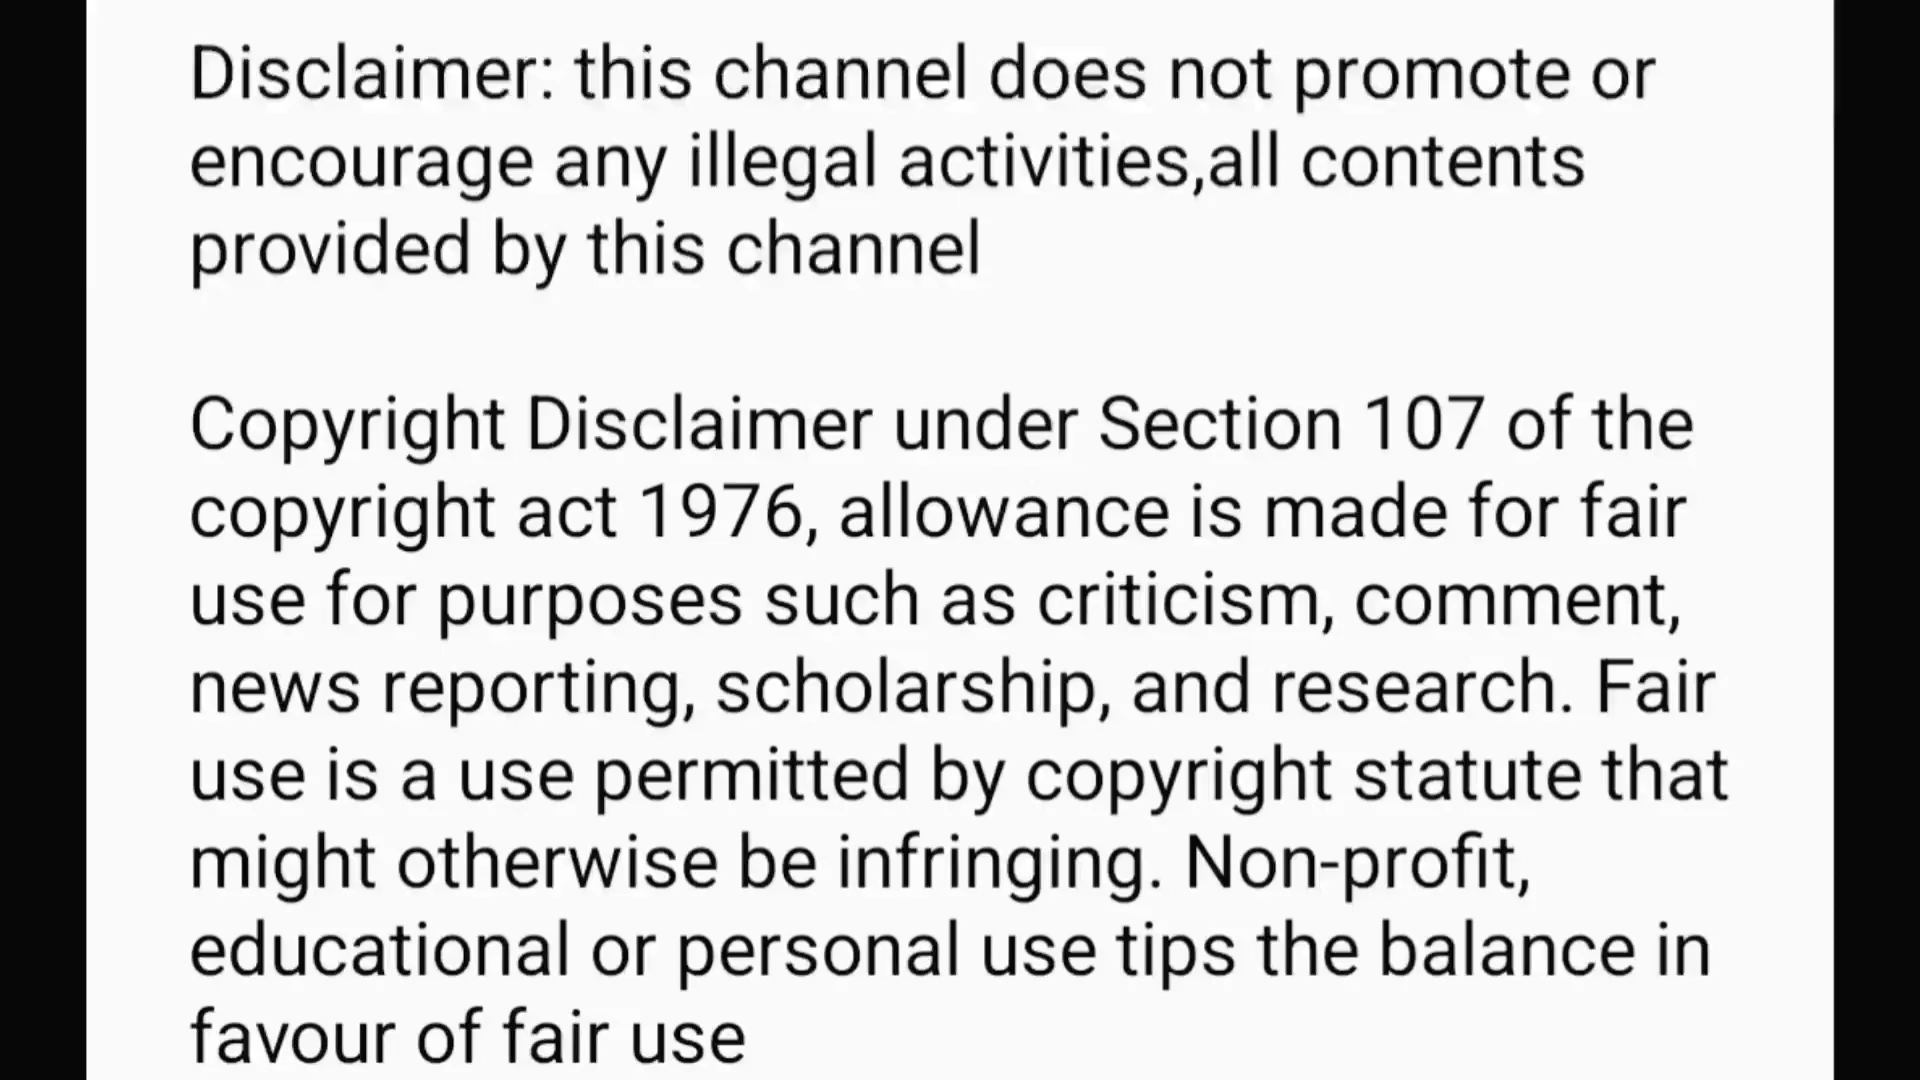 Disclaimer: this channel does not promote or
encourage any illegal activities,all contents
provided by this channel
Copyright Disclaimer under Section 107 of the
copyright act 1976, allowance is made for fair
use for purposes such as criticism, comment,
news reporting, scholarship, and research. Fair
use is a use permitted by copyright statute that
might otherwise be infringing. Non-profit,
educational or personal use tips the balance in
favour of fair use